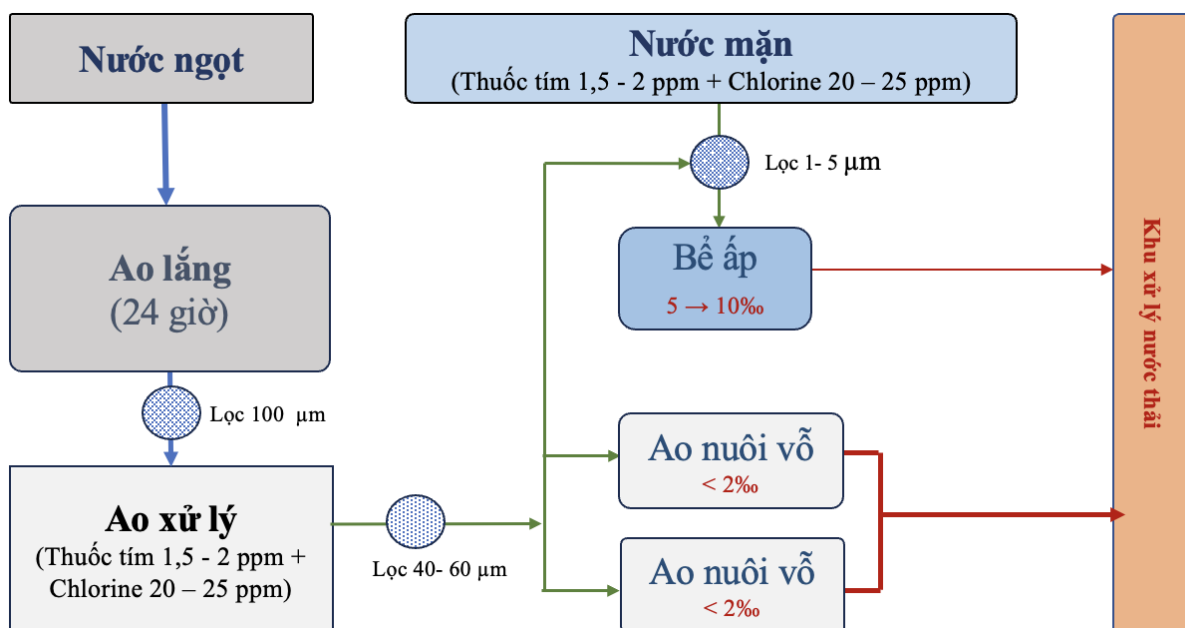 Nước ngọt
Nước mặn
(Thuốc tím 1,5 - 2 ppm + Chlorine 20 – 25 ppm)
Lọc 1- 5 µm
Ao lắng
(24 giờ)
Bể ấp
5 → 10‰
Khu xử lý nước thải
Lọc 100 µm
Ao nuôi vỗ
< 2‰
Ao xử lý
(Thuốc tím 1,5 - 2 ppm +
Chlorine 20 – 25 ppm)
Lọc 40- 60 µm
Ao nuôi vỗ
< 2‰